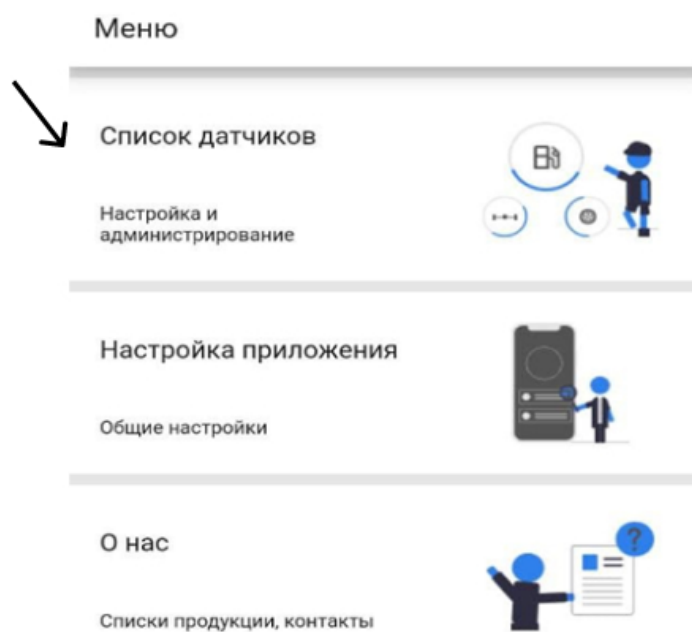 Меню
Список датчиков
Настройка и
администрирование
Настройка приложения
Общие настройки
О нас
?
Списки продукции, контакты